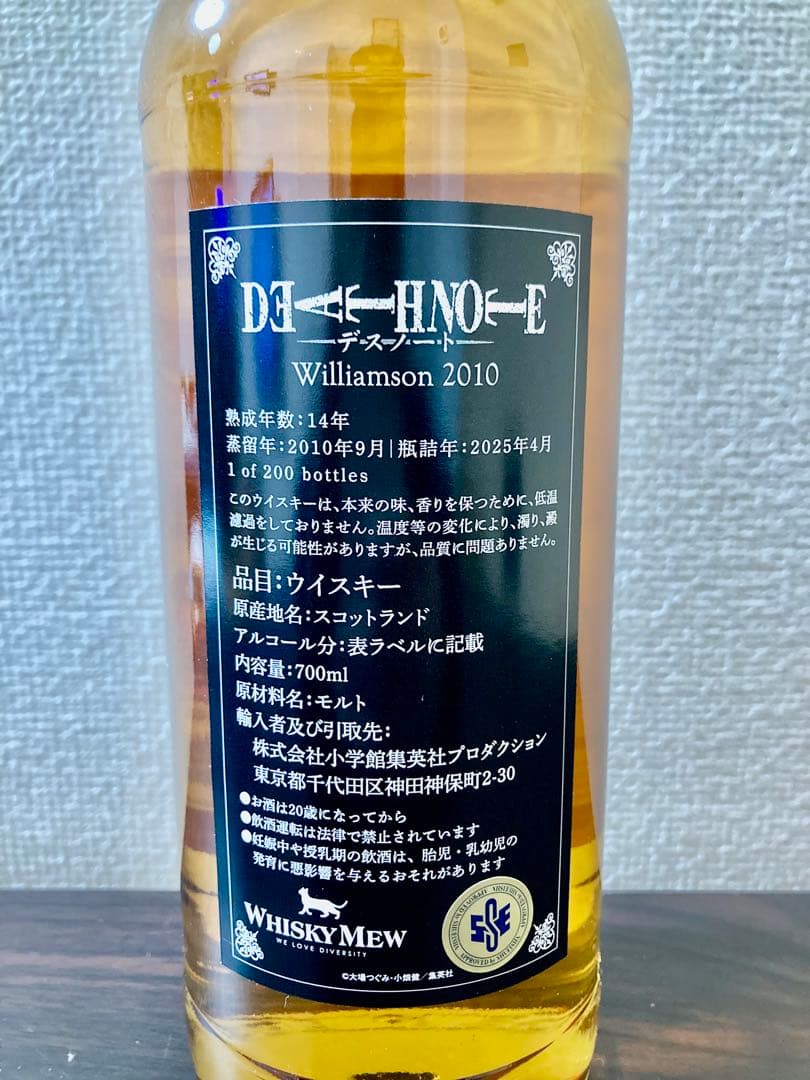 DEATH NOTE
デスノート
Williamson 2010
熟成年数:14年
蒸留年:2010年9月|瓶詰年:2025年4月
1 of 200 bottles
このウイスキーは、本来の味、香りを保つために、低温
濾過をしておりません。温度等の変化により、濁り、澱
が生じる可能性がありますが、品質に問題ありません。
品目:ウイスキー
原産地名:スコットランド
アルコール分:表ラベルに記載
内容量:700ml
原材料名:モルト
輸入者及び引取先:
株式会社小学館集英社プロダクション
東京都千代田区神田神保町2-30
●お酒は20歳になってから
●飲酒運転は法律で禁止されています
●妊娠中や授乳期の飲酒は、胎児・乳幼児の
発育に悪影響を与えるおそれがあります
WHISKY MEW
WE LOVE DIVERSITY
©大場つぐみ・小畑健/集英社